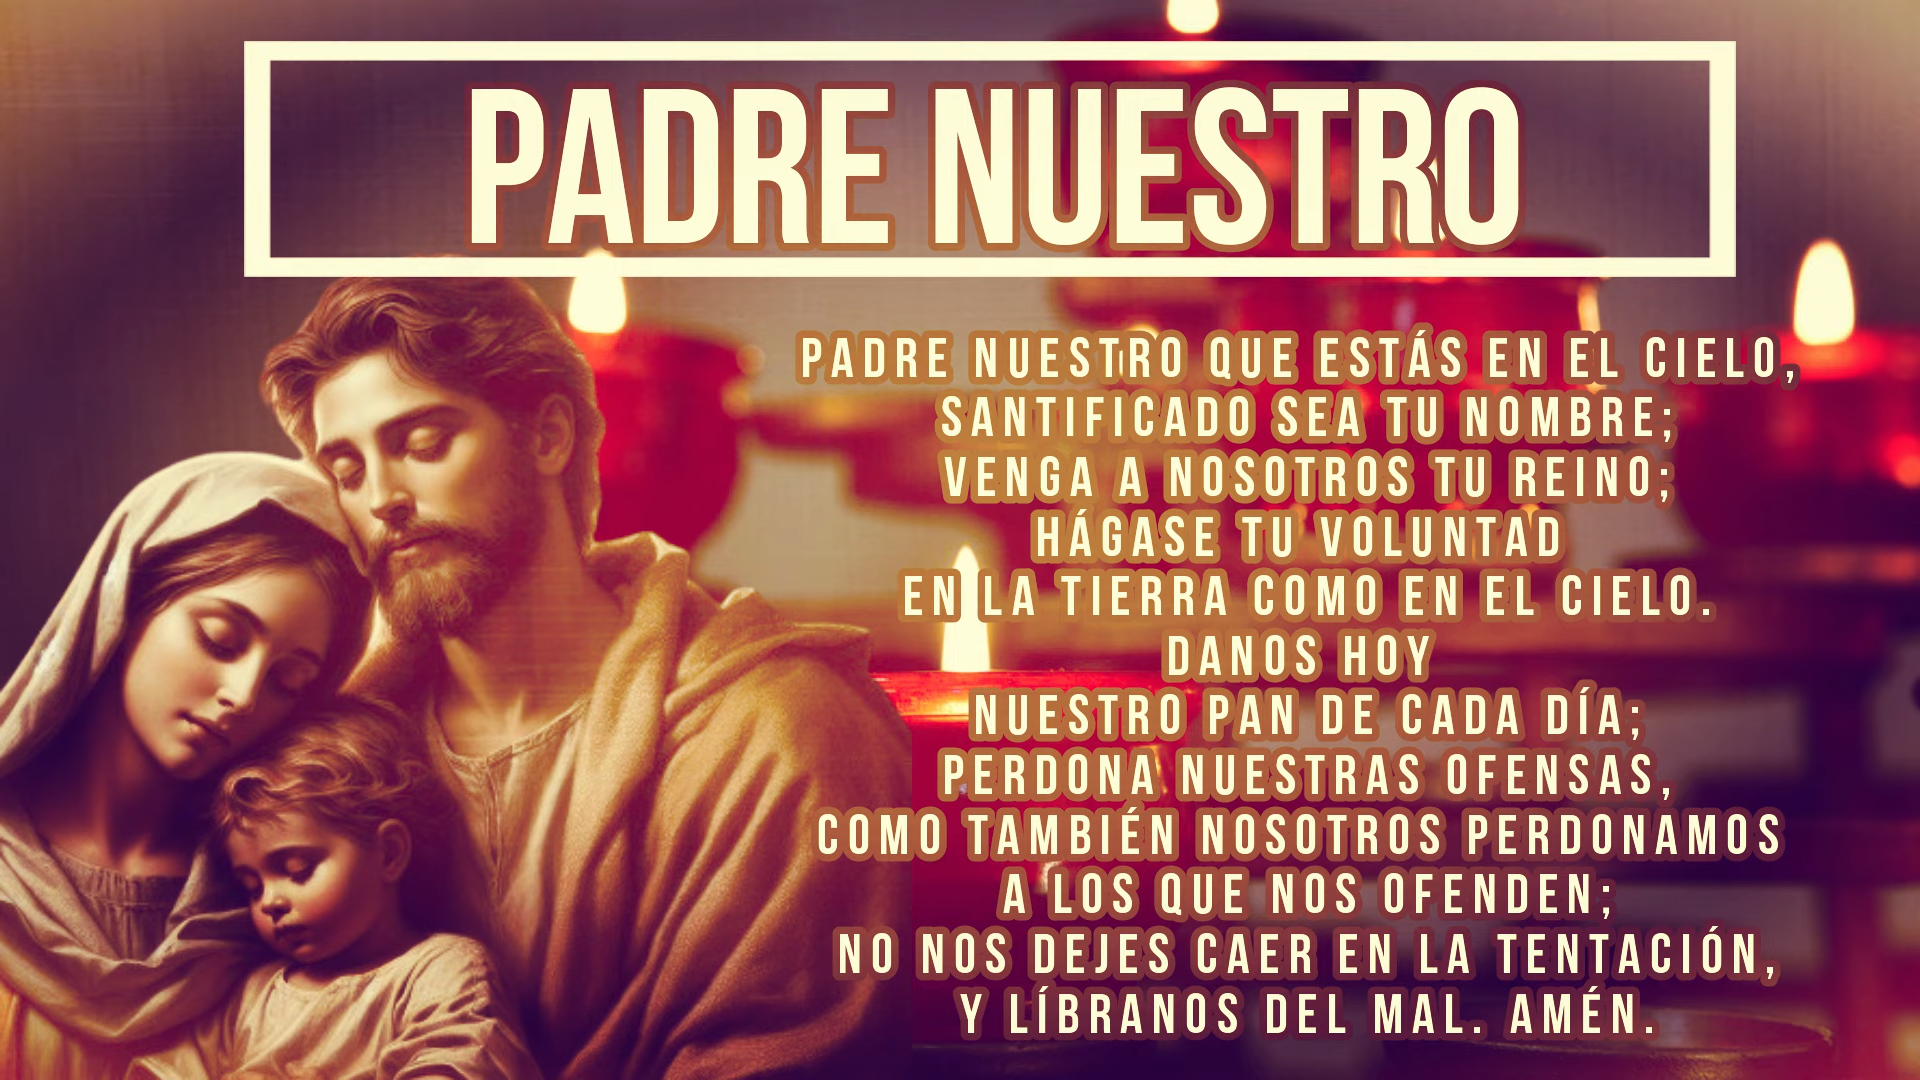 PADRE NUESTRO
PADRE NUESTRO QUE ESTÁS EN EL CIELO,
SANTIFICADO SEA TU NOMBRE;
VENGA A NOSOTROS TU REINO;
HÁGASE TU VOLUNTAD
EN LA TIERRA COMO EN EL CIELO.
DANOS HOY
NUESTRO PAN DE CADA DÍA;
PERDONA NUESTRAS OFENSAS,
COMO TAMBIÉN NOSOTROS PERDONAMOS
A LOS QUE NOS OFENDEN;
NO NOS DEJES CAER EN LA TENTACIÓN,
Y LÍBRANOS DEL MAL. AMÉN.